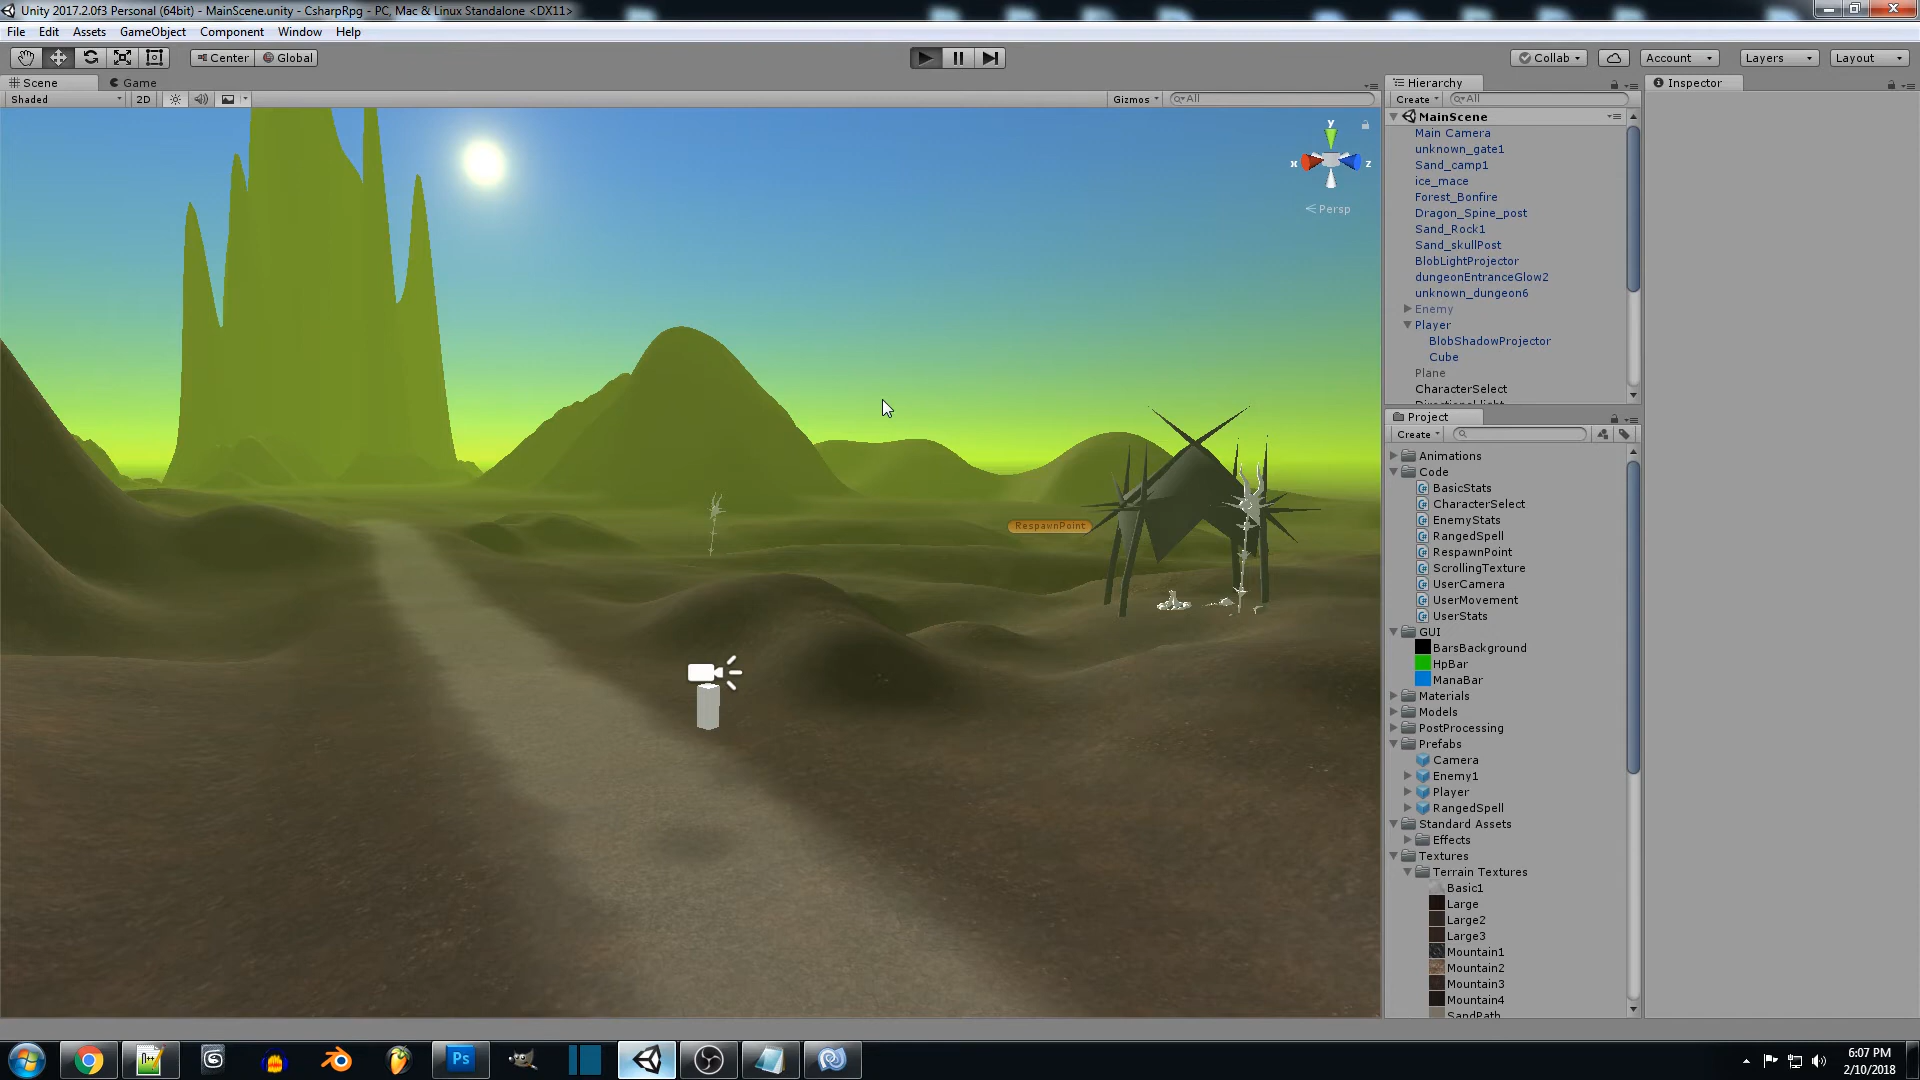 Unity 2017.2.0f3 Personal (64bit) - MainScene.unity - CsharpRpg - PC, Mac & Linux Standalone <DX11>
File Edit Assets GameObject Component Window Help
Center Global Collab Account Layers Layout
Scene Game
Shaded 2D Gizmos All
y
x z
Persp
RespawnPoint
Hierarchy
Create All
MainScene
Main Camera
unknown_gate1
Sand_camp1
ice_mace
Forest_Bonfire
Dragon_Spine_post
Sand_Rock1
Sand_skullPost
BlobLightProjector
dungeonEntranceGlow2
unknown_dungeon6
Enemy
Player
BlobShadowProjector
Cube
Plane
CharacterSelect
Directional light
Project
Create
Animations
Code
BasicStats
CharacterSelect
EnemyStats
RangedSpell
RespawnPoint
ScrollingTexture
UserCamera
UserMovement
UserStats
GUI
BarsBackground
HpBar
ManaBar
Materials
Models
PostProcessing
Prefabs
Camera
Enemy1
Player
RangedSpell
Standard Assets
Effects
Textures
Terrain Textures
Basic1
Large
Large2
Large3
Mountain1
Mountain2
Mountain3
Mountain4
SandPath
Inspector
Ps
6:07 PM
2/10/2018